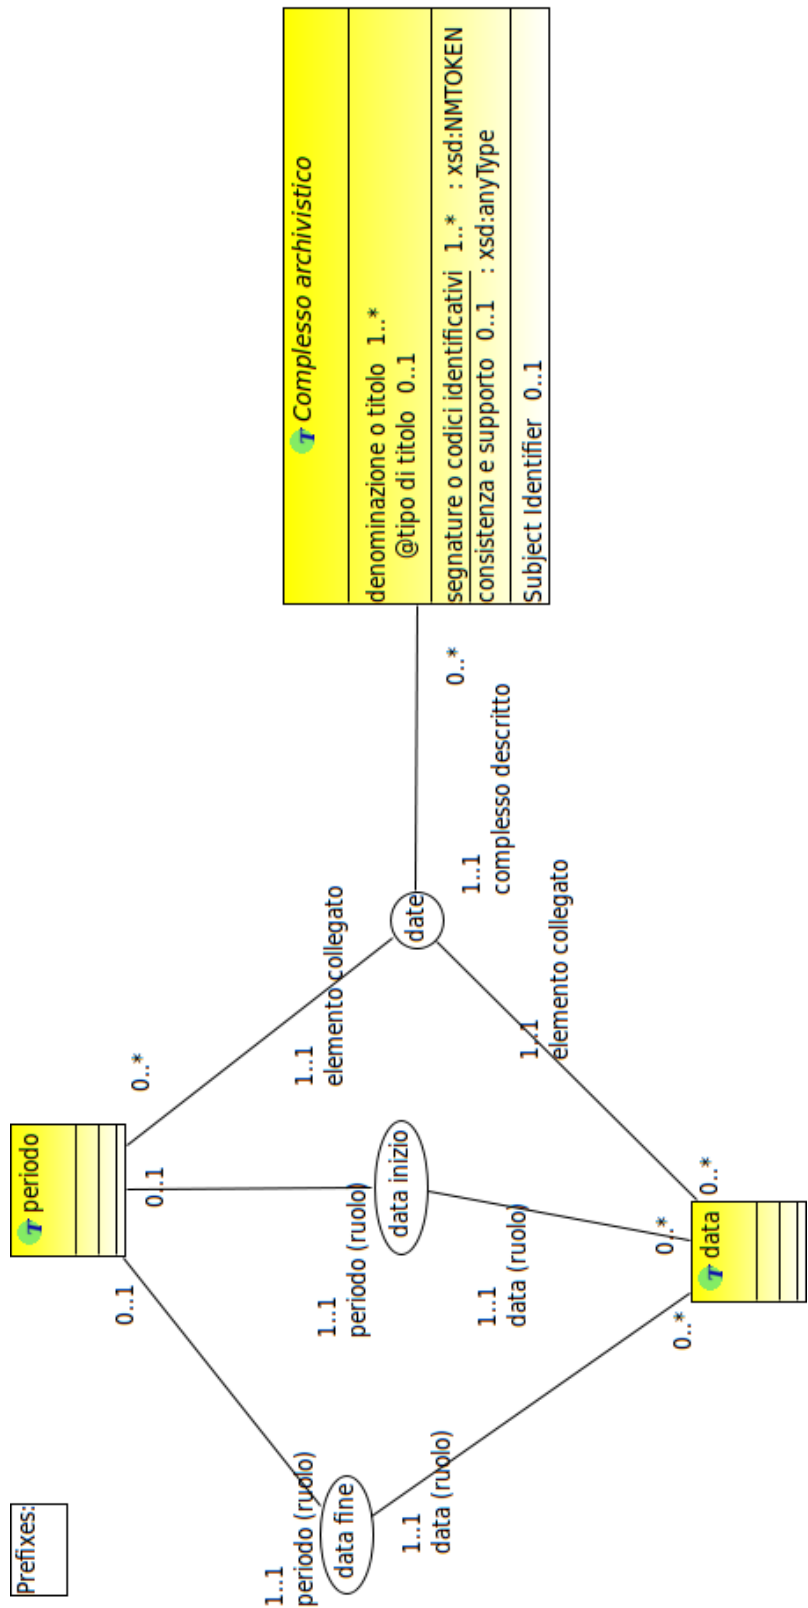 Prefixes:
T periodo
0..1
0..1
0..*
1..1
periodo (ruolo)
data fine
1..1
data (ruolo)
1..1
periodo (ruolo)
data inizio
1..1
data (ruolo)
1..1
elemento collegato
date
1..1
elemento collegato
0..*
0..*
0..*
T data
1..1
complesso descritto
0..*
T Complesso archivistico
denominazione o titolo 1..*
@tipo di titolo 0..1
segnature o codici identificativi 1..* : xsd:NMTOKEN
consistenza e supporto 0..1 : xsd:anyType
Subject Identifier 0..1